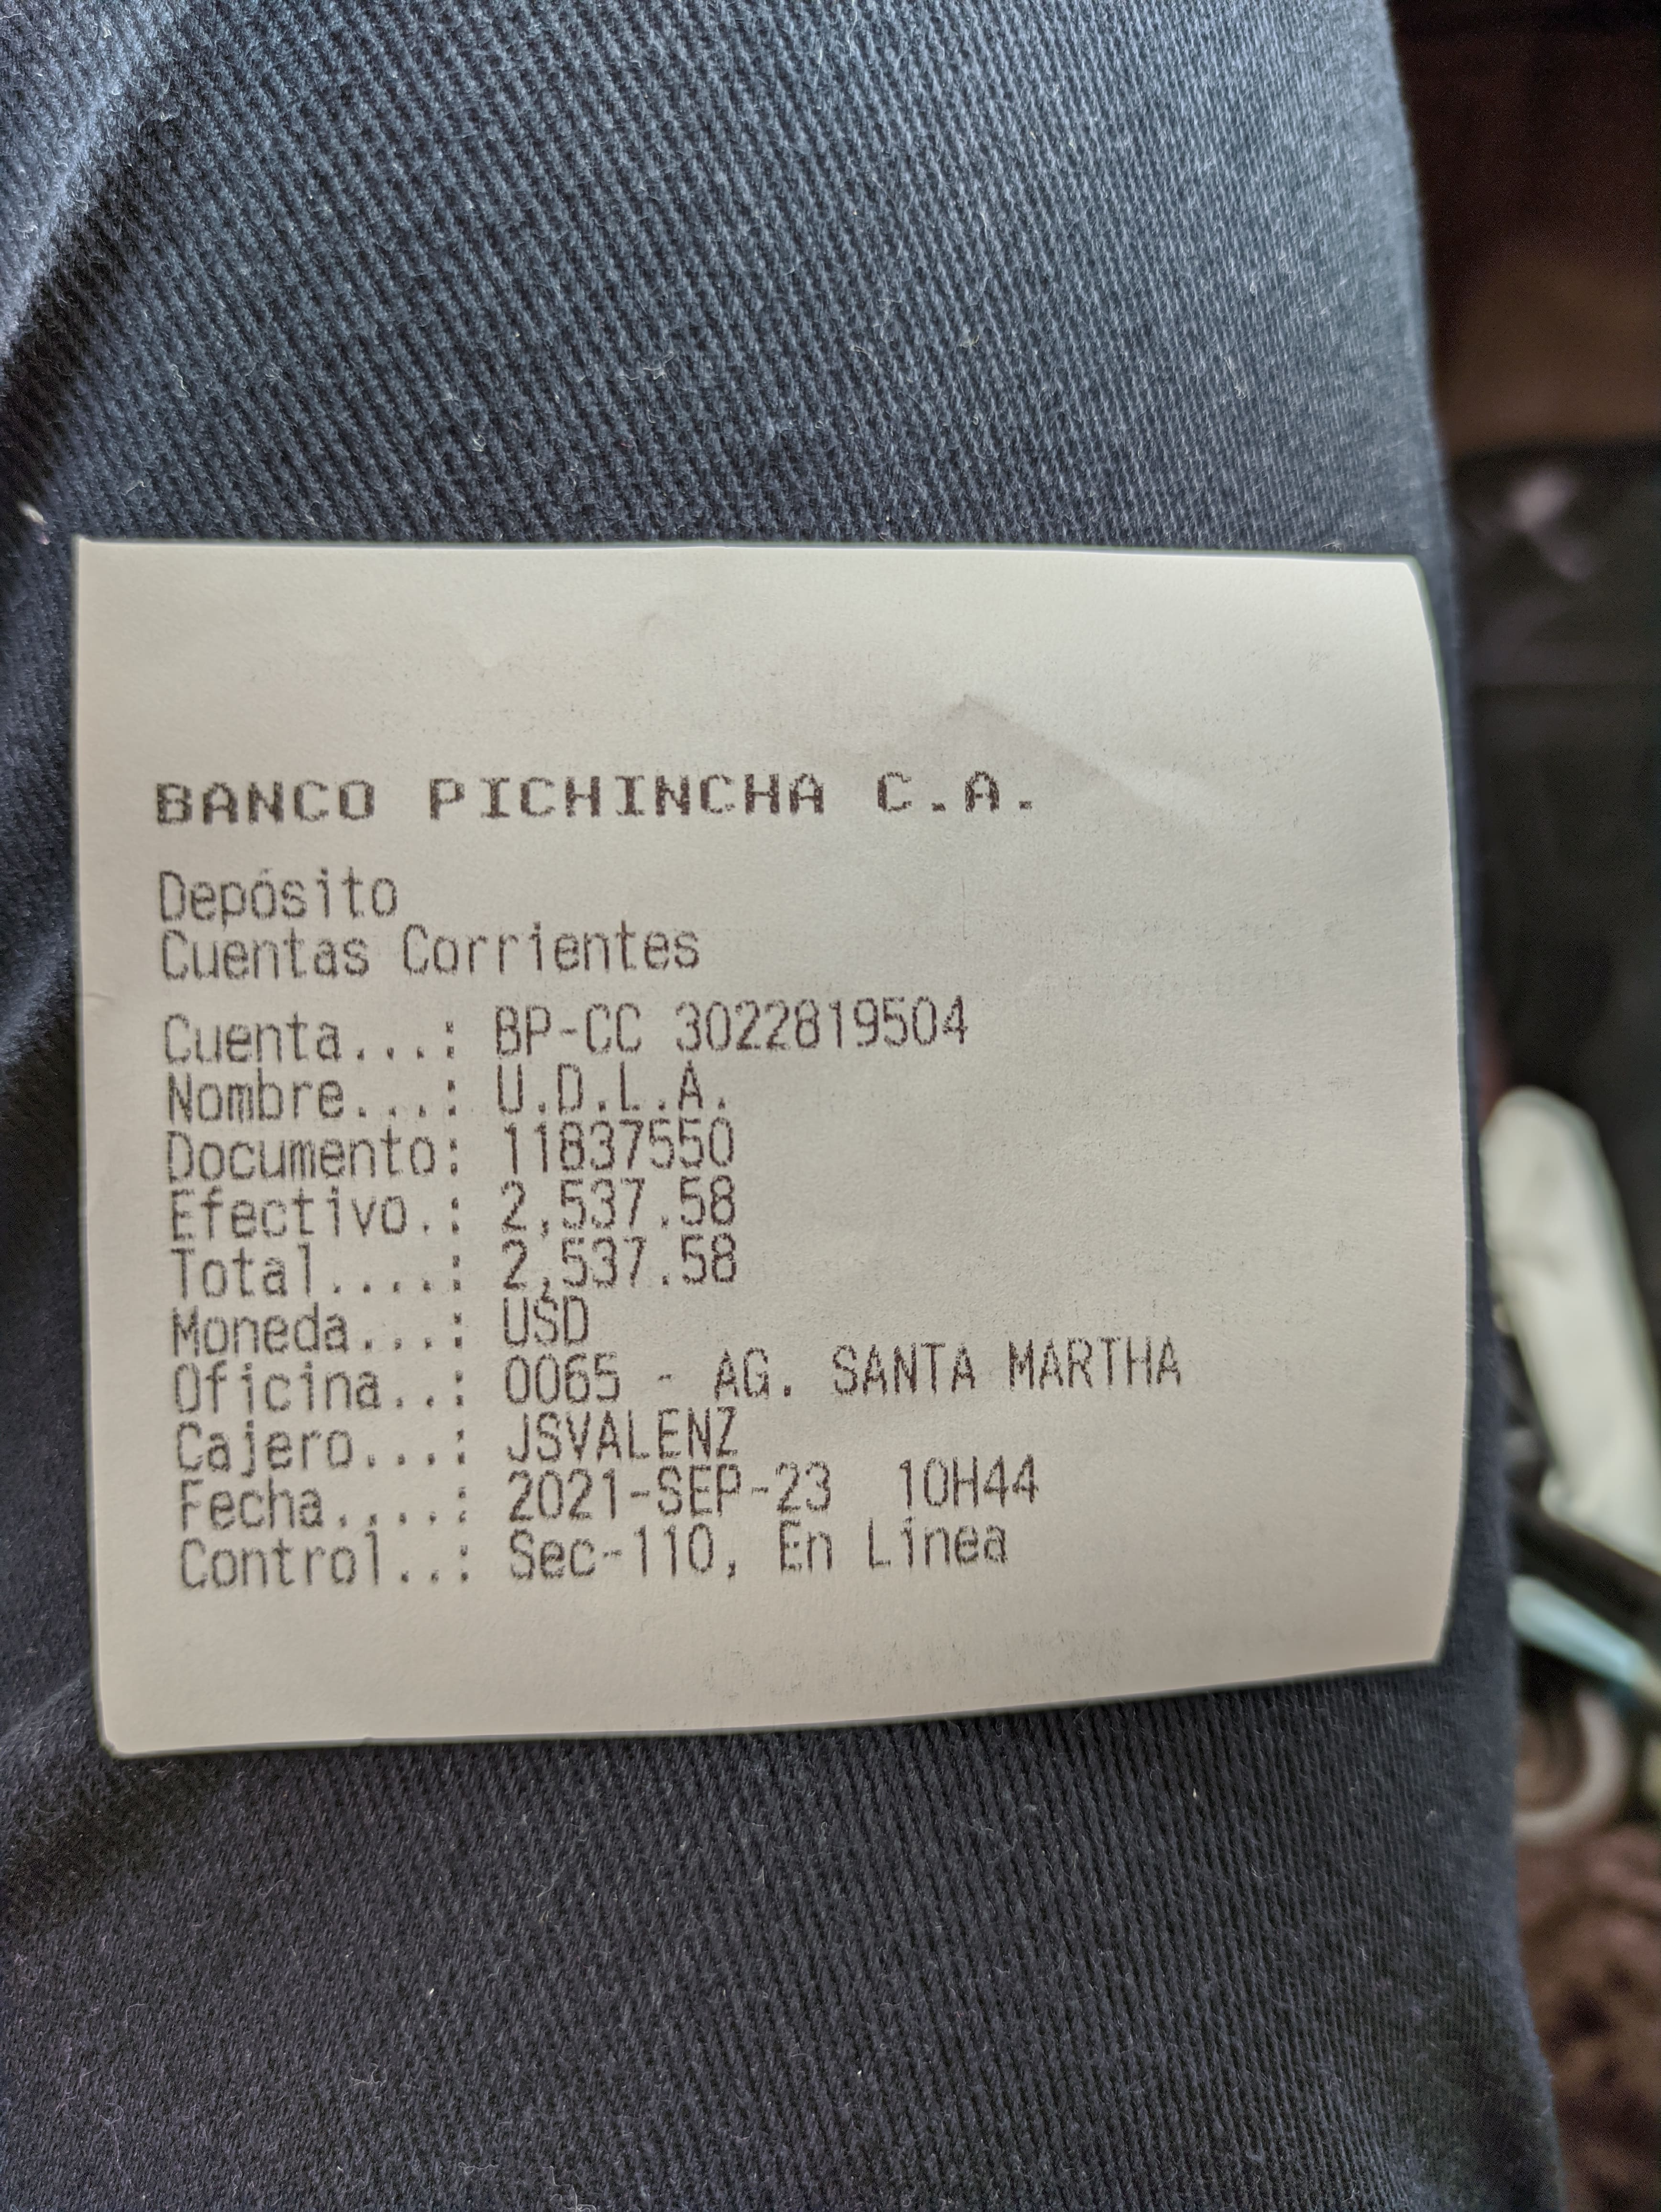 BANCO PICHINCHA C.A.
Depósito
Cuentas Corrientes
Cuenta...: BP-CC 3022819504
Nombre...: U.D.L.A.
Documento: 11837550
Efectivo.: 2,537.58
Total....: 2,537.58
Moneda...: USD
Oficina..: 0065 - AG. SANTA MARTHA
Cajero...: JSVALENZ
Fecha....: 2021-SEP-23 10H44
Control..: Sec-110, En Línea